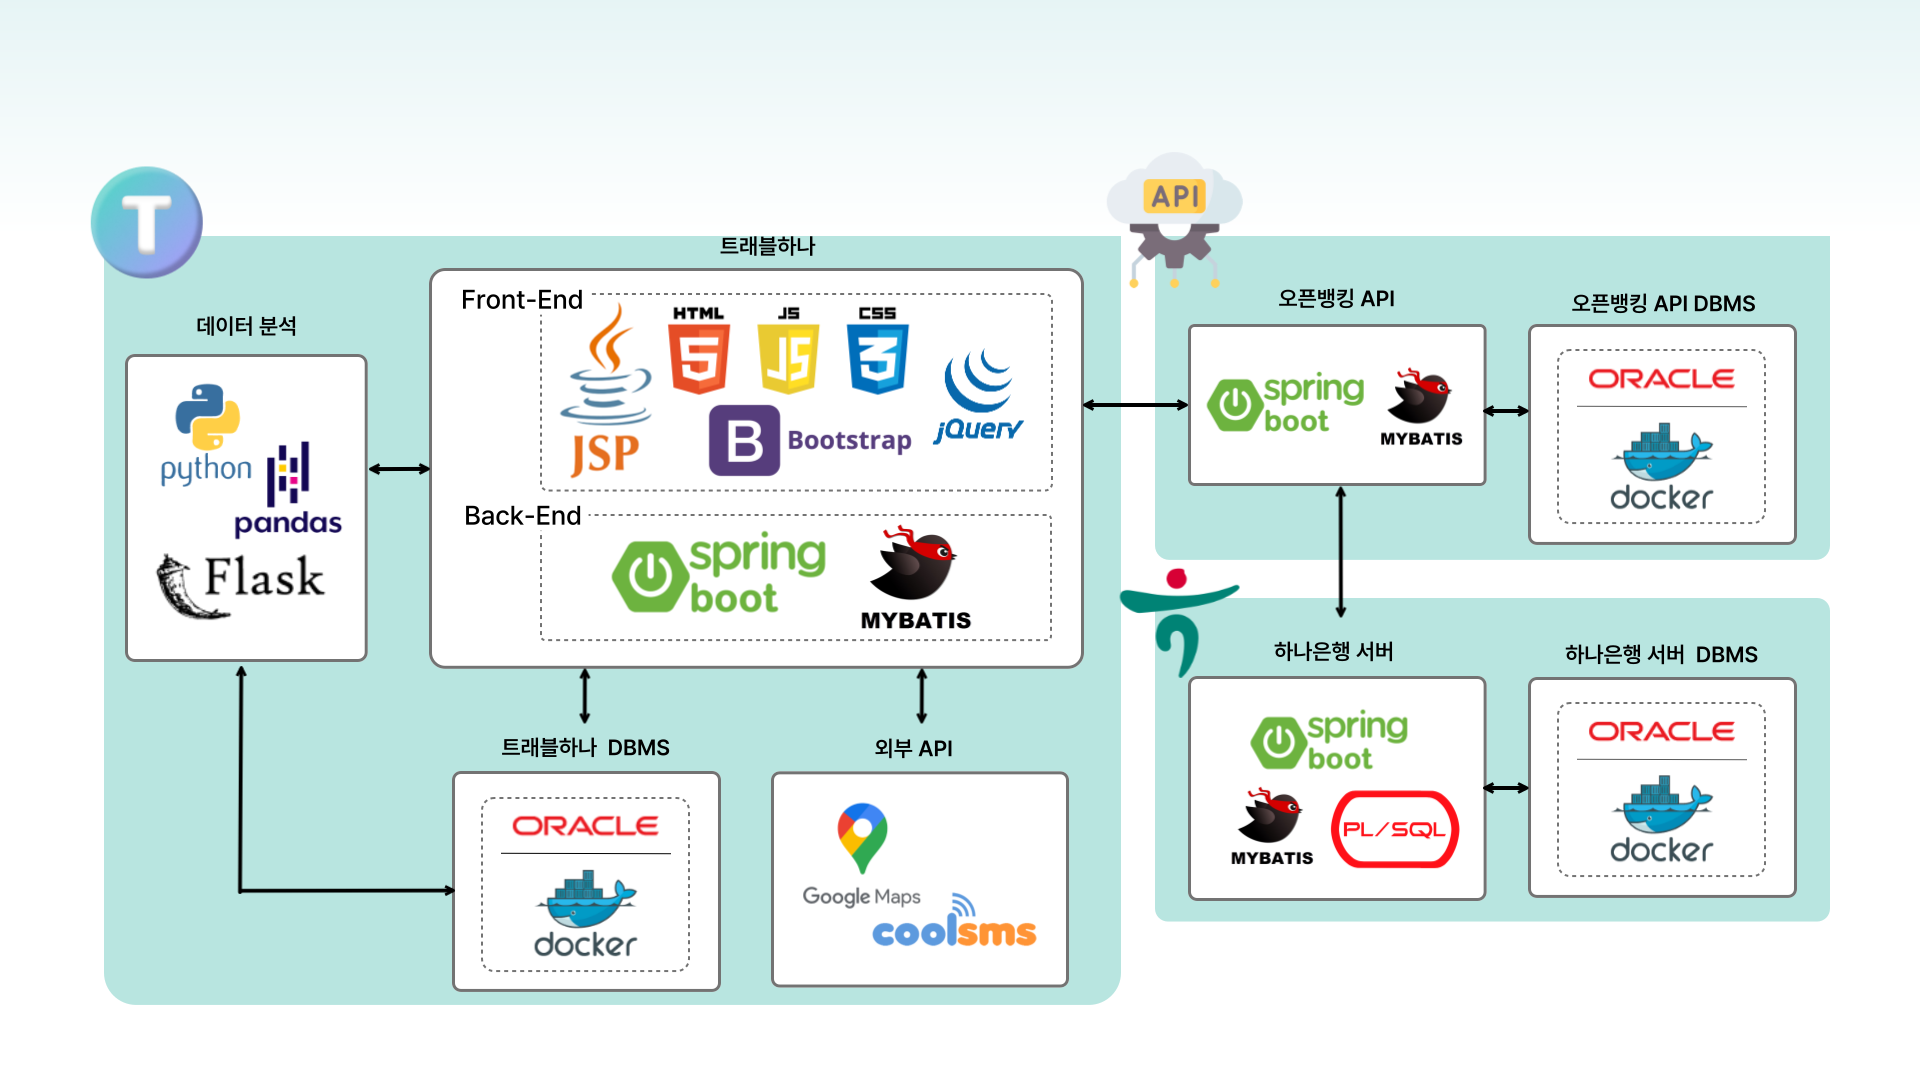 T
트래블하나
데이터 분석
python
pandas
Flask
Front-End
JSP
HTML
5
JS
JS
CSS
3
B Bootstrap
jQuery
Back-End
spring
boot
MYBATIS
트래블하나 DBMS
ORACLE
docker
외부 API
Google Maps
coolsms
API
오픈뱅킹 API
spring
boot
MYBATIS
오픈뱅킹 API DBMS
ORACLE
docker
하나은행 서버
spring
boot
MYBATIS
PL/SQL
하나은행 서버 DBMS
ORACLE
docker